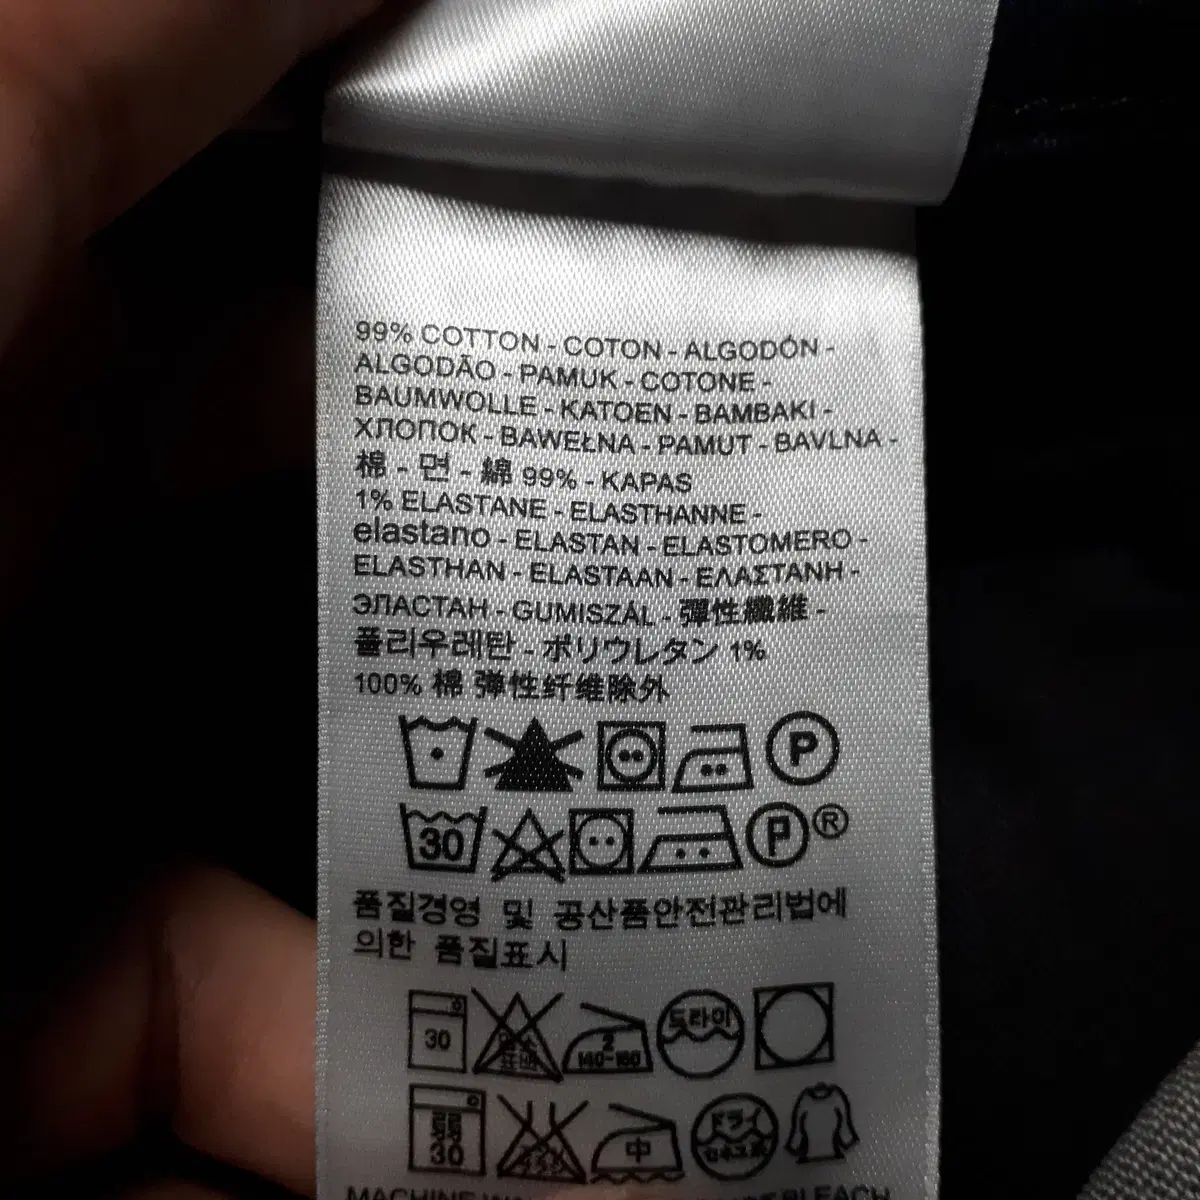 99% COTTON - COTON - ALGODÓN -
ALGODÃO - PAMUK - COTONE -
BAUMWOLLE - KATOEN - BAMBAKI -
ХЛОПОК - BAWEŁNA - PAMUT - BAVLNA -
棉 - 면 - 綿 99% - KAPAS
1% ELASTANE - ELASTHANNE -
elastano - ELASTAN - ELASTOMERO -
ELASTHAN - ELASTAAN - ΕΛΑΣΤΑΝΗ -
ЭЛАСТАН - GUMISZÁL - 彈性纖維 -
폴리우레탄 - ポリウレタン 1%
100% 棉 弹性纤维除外
P
30 P ®
품질경영 및 공산품안전관리법에
의한 품질표시
30 2 140~160 드라이
30 中 ドライ
MACHINE BLEACH